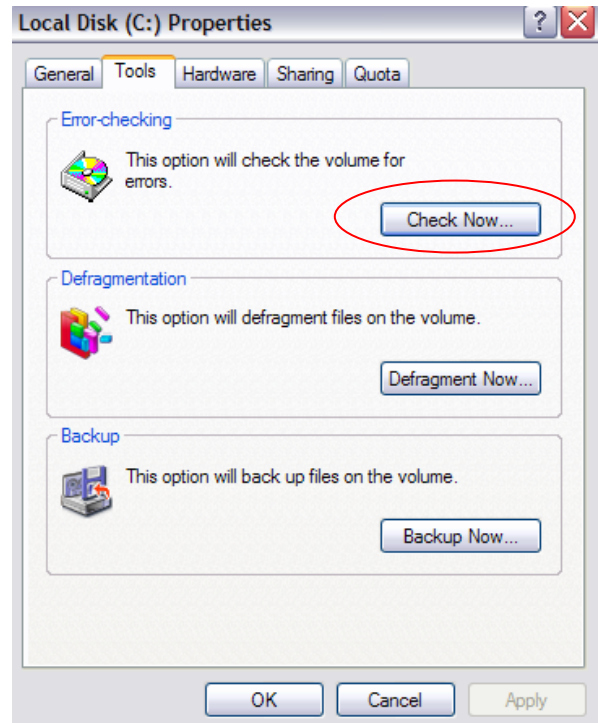 Local Disk (C:) Properties
?
General Tools Hardware Sharing Quota
Error-checking
This option will check the volume for
errors.
Check Now...
Defragmentation
This option will defragment files on the volume.
Defragment Now...
Backup
This option will back up files on the volume.
Backup Now...
OK Cancel Apply